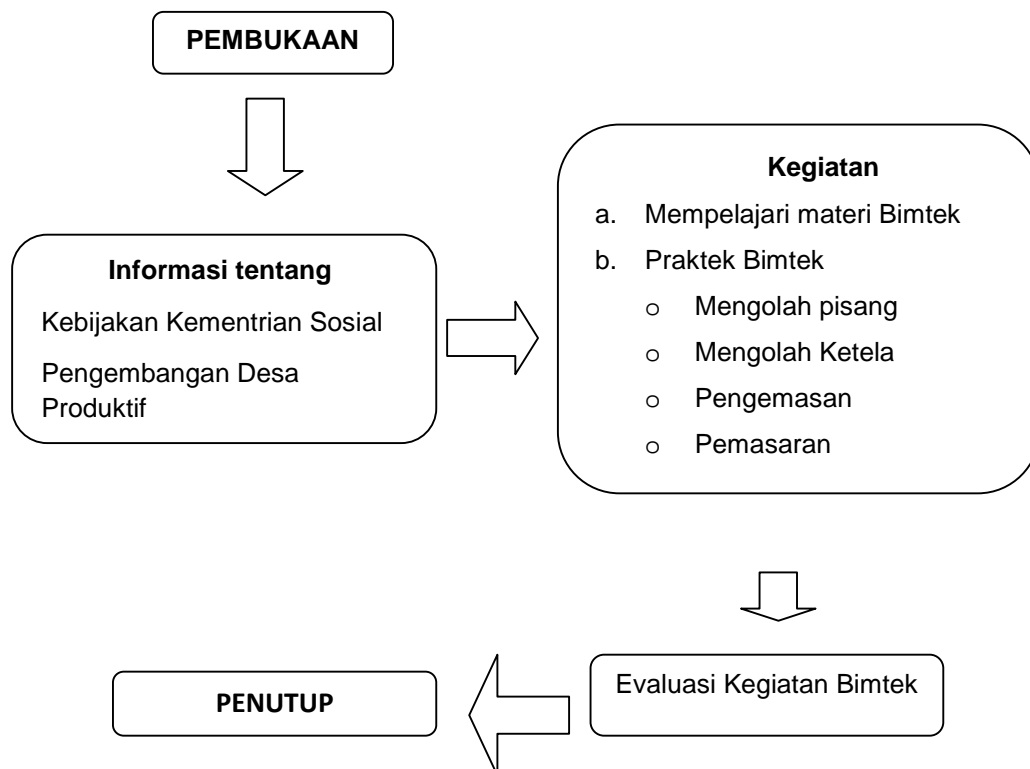 PEMBUKAAN
Informasi tentang
Kebijakan Kementrian Sosial
Pengembangan Desa
Produktif
Kegiatan
a. Mempelajari materi Bimtek
b. Praktek Bimtek
o Mengolah pisang
o Mengolah Ketela
o Pengemasan
o Pemasaran
Evaluasi Kegiatan Bimtek
PENUTUP